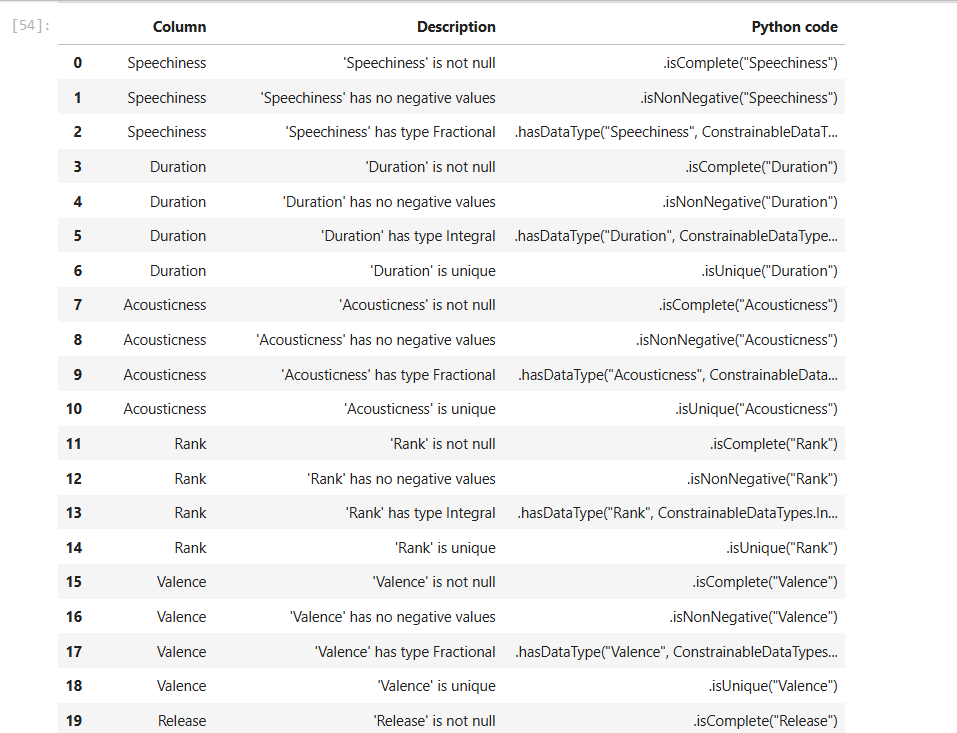 [54]:
Column Description Python code
0 Speechiness 'Speechiness' is not null .isComplete("Speechiness")
1 Speechiness 'Speechiness' has no negative values .isNonNegative("Speechiness")
2 Speechiness 'Speechiness' has type Fractional .hasDataType("Speechiness", ConstrainableDataT...
3 Duration 'Duration' is not null .isComplete("Duration")
4 Duration 'Duration' has no negative values .isNonNegative("Duration")
5 Duration 'Duration' has type Integral .hasDataType("Duration", ConstrainableDataType...
6 Duration 'Duration' is unique .isUnique("Duration")
7 Acousticness 'Acousticness' is not null .isComplete("Acousticness")
8 Acousticness 'Acousticness' has no negative values .isNonNegative("Acousticness")
9 Acousticness 'Acousticness' has type Fractional .hasDataType("Acousticness", ConstrainableData...
10 Acousticness 'Acousticness' is unique .isUnique("Acousticness")
11 Rank 'Rank' is not null .isComplete("Rank")
12 Rank 'Rank' has no negative values .isNonNegative("Rank")
13 Rank 'Rank' has type Integral .hasDataType("Rank", ConstrainableDataTypes.In...
14 Rank 'Rank' is unique .isUnique("Rank")
15 Valence 'Valence' is not null .isComplete("Valence")
16 Valence 'Valence' has no negative values .isNonNegative("Valence")
17 Valence 'Valence' has type Fractional .hasDataType("Valence", ConstrainableDataTypes...
18 Valence 'Valence' is unique .isUnique("Valence")
19 Release 'Release' is not null .isComplete("Release")